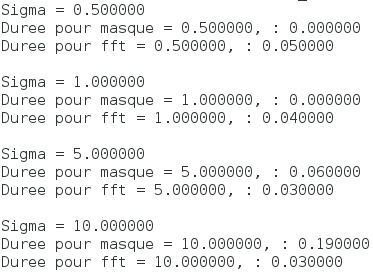 Sigma = 0.500000
Duree pour masque = 0.500000, : 0.000000
Duree pour fft = 0.500000, : 0.050000
Sigma = 1.000000
Duree pour masque = 1.000000, : 0.000000
Duree pour fft = 1.000000, : 0.040000
Sigma = 5.000000
Duree pour masque = 5.000000, : 0.060000
Duree pour fft = 5.000000, : 0.030000
Sigma = 10.000000
Duree pour masque = 10.000000, : 0.190000
Duree pour fft = 10.000000, : 0.030000